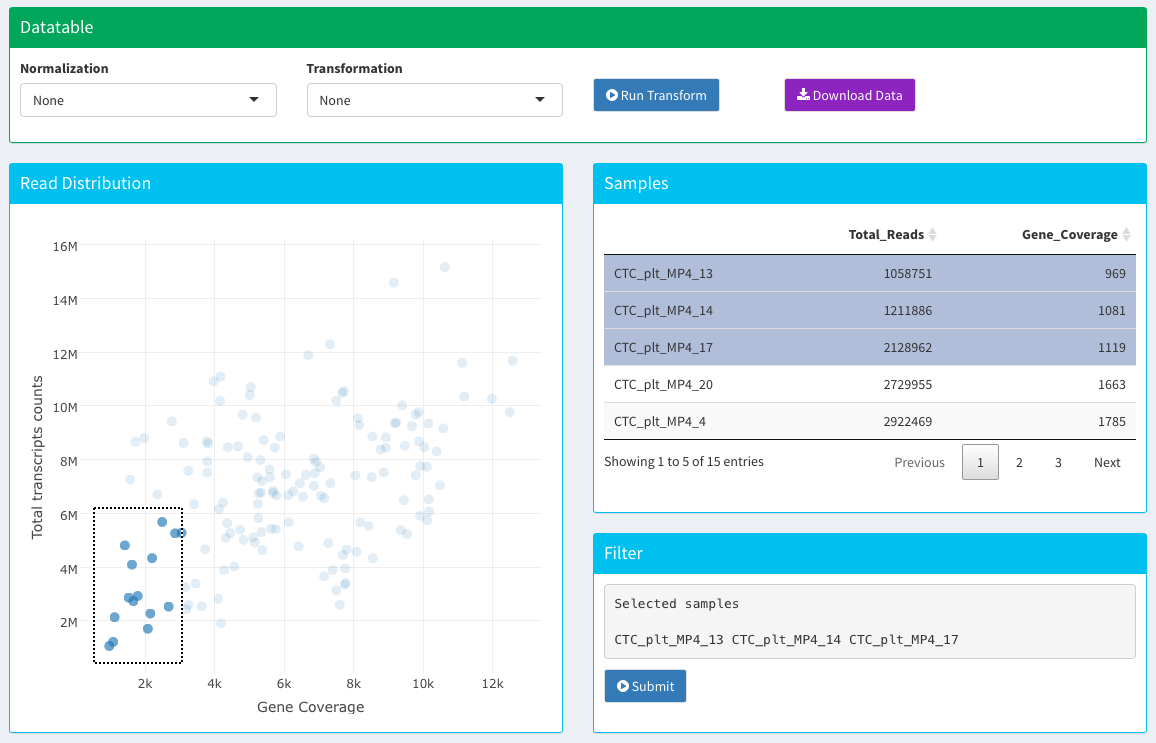 Datatable
Normalization Transformation
None None Run Transform Download Data
Read Distribution
16M
14M
12M
10M
8M
6M
4M
2M
Total transcripts counts
2k 4k 6k 8k 10k 12k
Gene Coverage
Samples
Total_Reads Gene_Coverage
CTC_plt_MP4_13 1058751 969
CTC_plt_MP4_14 1211886 1081
CTC_plt_MP4_17 2128962 1119
CTC_plt_MP4_20 2729955 1663
CTC_plt_MP4_4 2922469 1785
Showing 1 to 5 of 15 entries Previous 1 2 3 Next
Filter
Selected samples
CTC_plt_MP4_13 CTC_plt_MP4_14 CTC_plt_MP4_17
Submit